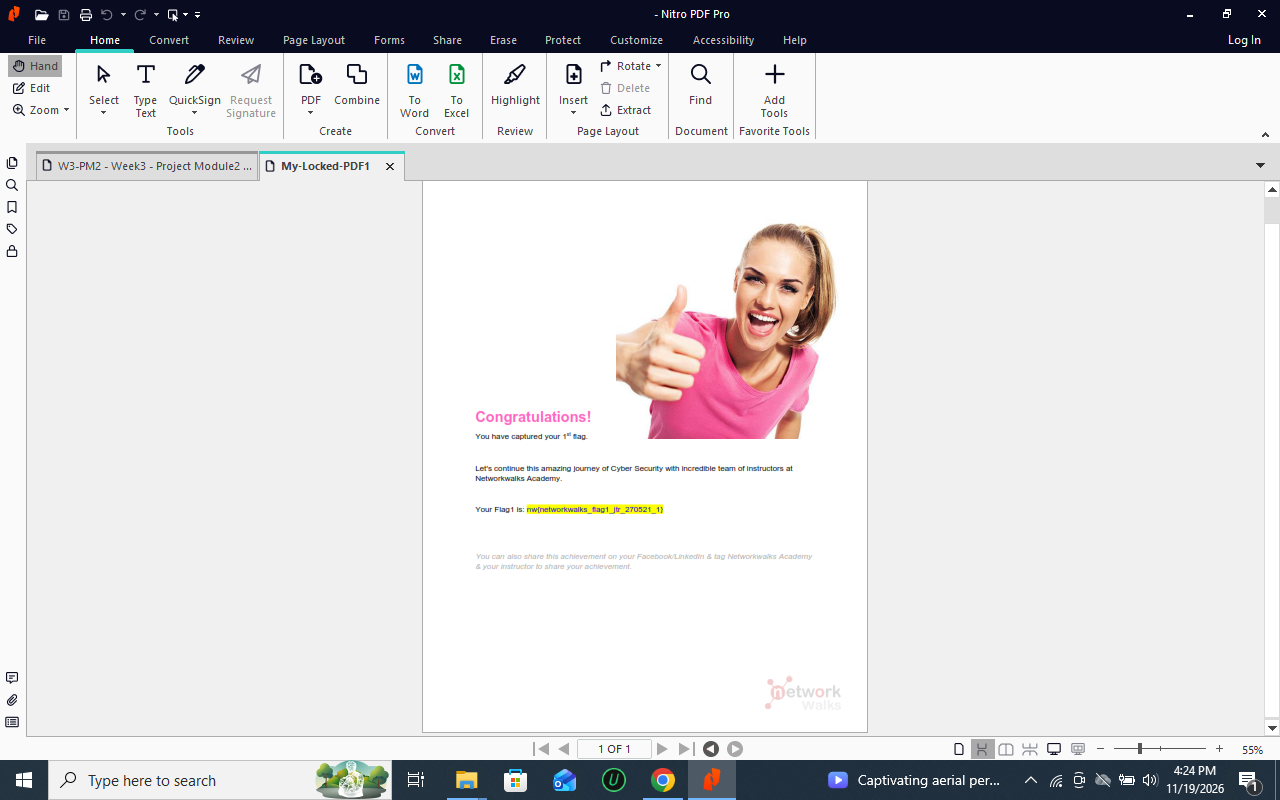 - Nitro PDF Pro
File Home Convert Review Page Layout Forms Share Erase Protect Customize Accessibility Help Log In
Hand
Edit
Zoom
Select
Type Text
QuickSign
Request Signature
Tools
PDF
Combine
Create
To Word
To Excel
Convert
Highlight
Review
Insert
Rotate
Delete
Extract
Page Layout
Find
Document
Add Tools
Favorite Tools
W3-PM2 - Week3 - Project Module2 ...
My-Locked-PDF1
Congratulations!
You have captured your 1st flag.
Let's continue this amazing journey of Cyber Security with incredible team of instructors at
Networkwalks Academy.
Your Flag1 is: nw{networkwalks_flag1_jtr_270521_1}
You can also share this achievement on your Facebook/LinkedIn & tag Networkwalks Academy
& your instructor to share your achievement.
network
Walks
1 OF 1
55%
Type here to search
Captivating aerial per...
4:24 PM
11/19/2026
1